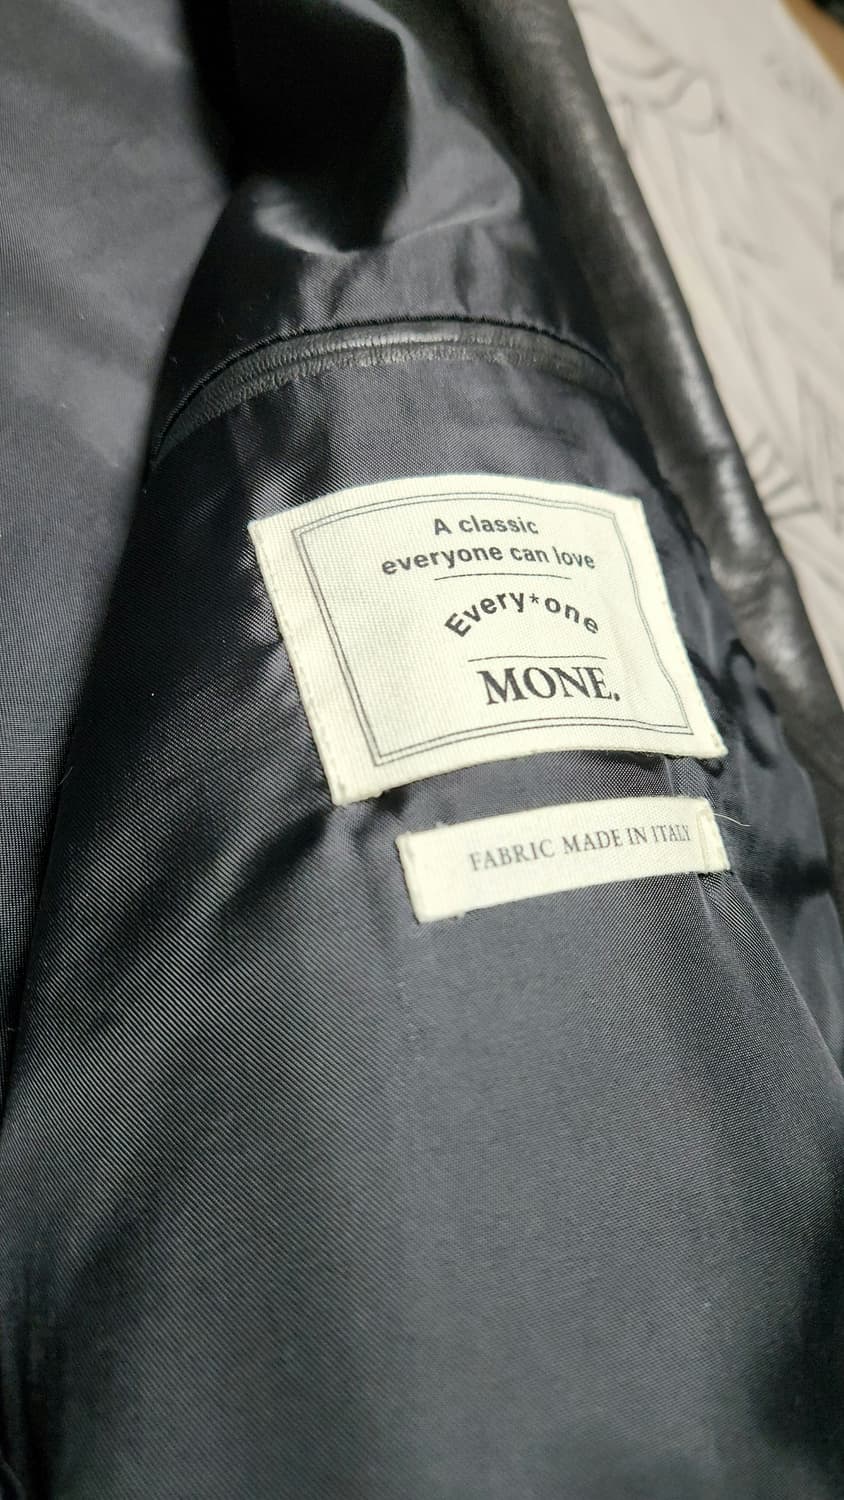 A classic
everyone can love
Every*one
MONE.
FABRIC MADE IN ITALY